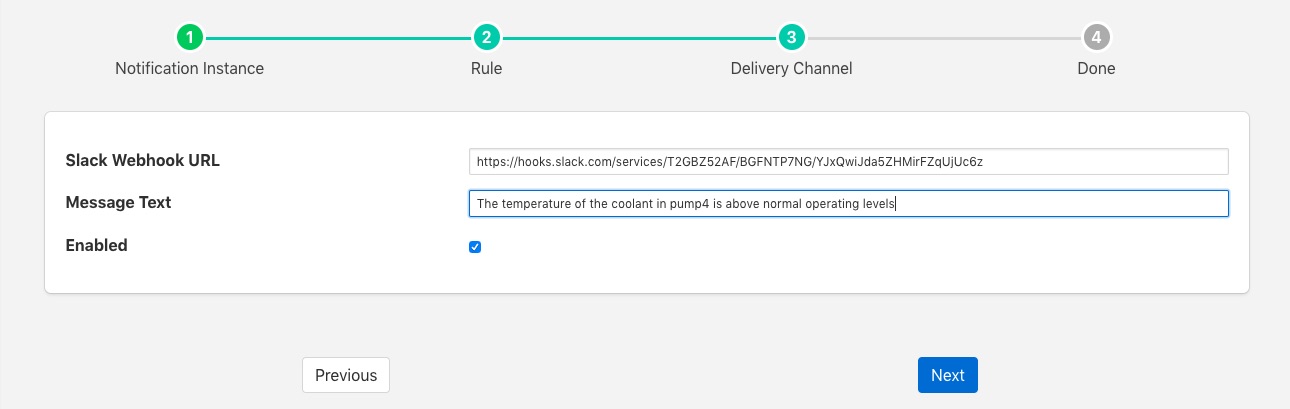 1 2 3 4
Notification Instance Rule Delivery Channel Done
Slack Webhook URL https://hooks.slack.com/services/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
Message Text The temperature of the coolant in pump4 is above normal operating levels
Enabled
Previous Next